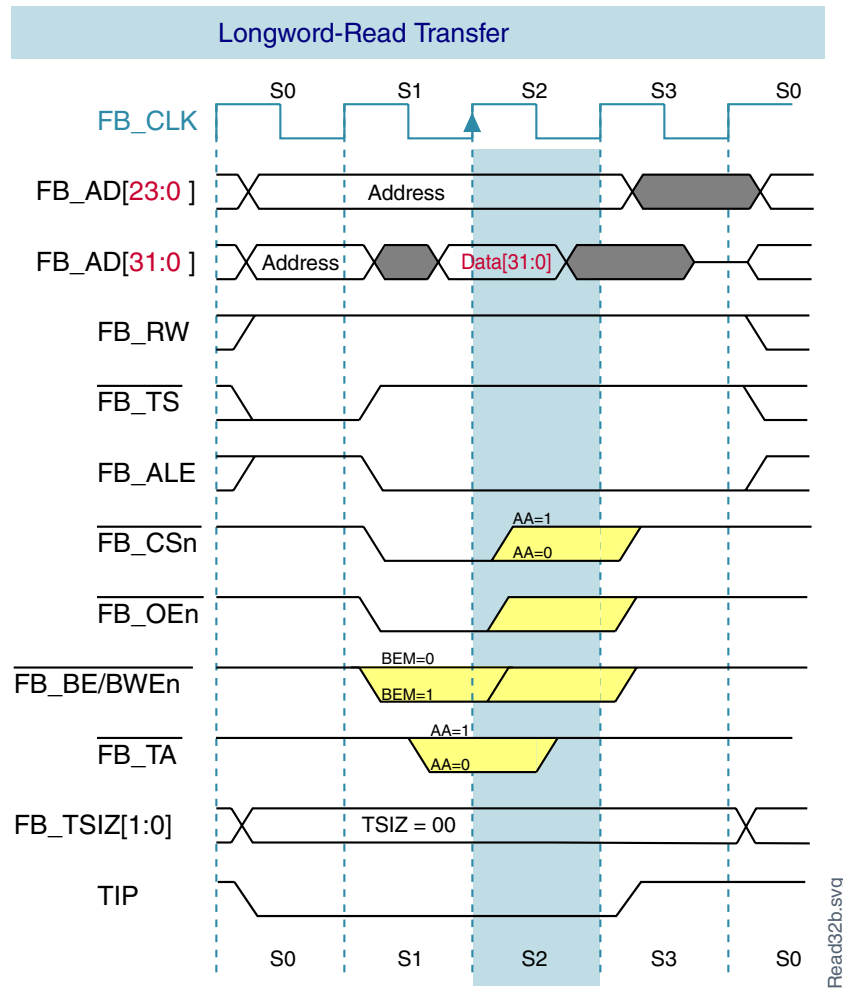 Longword-Read Transfer
S0 S1 S2 S3 S0
FB_CLK
FB_AD[23:0 ] Address
FB_AD[31:0 ] Address Data[31:0]
FB_RW
FB_TS
FB_ALE
AA=1
FB_CSn AA=0
FB_OEn
BEM=0
FB_BE/BWEn BEM=1
AA=1
FB_TA AA=0
FB_TSIZ[1:0] TSIZ = 00
TIP
S0 S1 S2 S3 S0
Read32b.svg